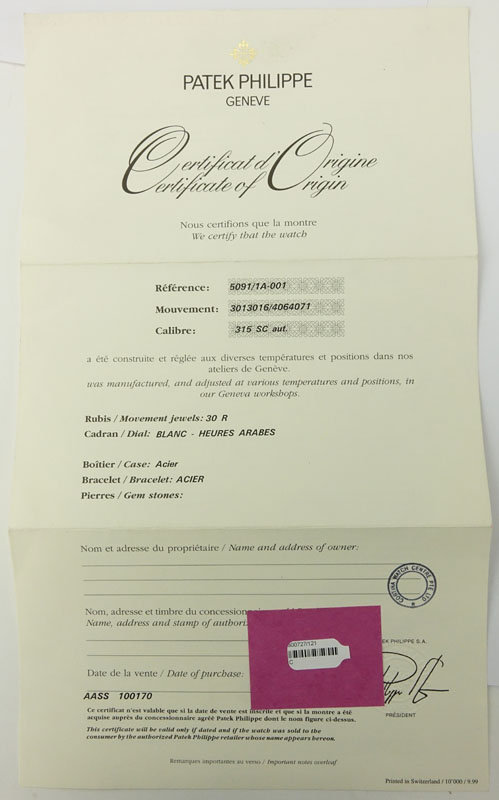 PATEK PHILIPPE
GENEVE
Certificat d'Origine
Certificate of Origin
Nous certifions que la montre
We certify that the watch
Référence: 5091/1A-001
Mouvement: 3013016/4064071
Calibre: 315 SC aut.
a été construite et réglée aux diverses températures et positions dans nos
ateliers de Genève.
was manufactured, and adjusted at various temperatures and positions, in
our Geneva workshops.
Rubis / Movement jewels: 30 R
Cadran / Dial: BLANC - HEURES ARABES
Boîtier / Case: Acier
Bracelet / Bracelet: ACIER
Pierres / Gem stones:
Nom et adresse du propriétaire / Name and address of owner:
WATCH CENTRE PTE LTD
Nom, adresse et timbre du
Name, address and stamp of
PHILIPPE S.A.
500727/121
B
C
Date de la vente / Date of purchase:
AASS 100170
PRÉSIDENT
Ce certificat n'est valable que si la date de vente est inscrite et que si la montre a été
acquise auprès du concessionnaire agréé Patek Philippe dont le nom figure ci-dessus.
This certificate will be valid only if dated and if the watch was sold to the
consumer by the authorized Patek Philippe retailer whose name appears hereon.
Remarques importantes au verso / Important notes overleaf
Printed in Switzerland / 10'000 / 9.99